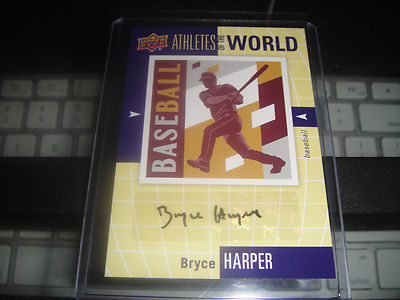 UPPER DECK
ATHLETES OF THE WORLD
BASEBALL
baseball
Bryce Harper
Bryce HARPER